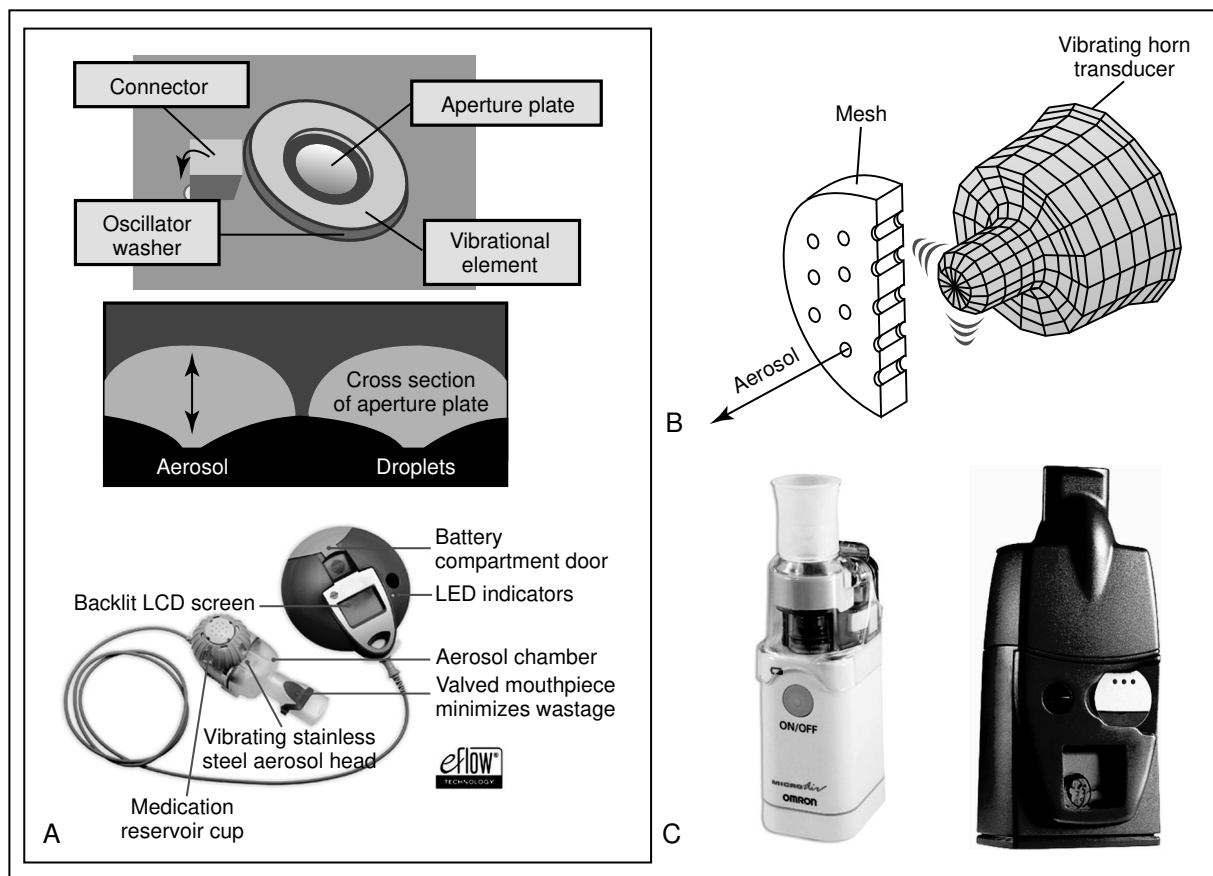 Connector
Aperture plate
Oscillator
washer
Vibrational
element
Cross section
of aperture plate
Aerosol
Droplets
Battery
compartment door
LED indicators
Backlit LCD screen
Aerosol chamber
Valved mouthpiece
minimizes wastage
Vibrating stainless
steel aerosol head
eFlow®
TECHNOLOGY
Medication
reservoir cup
A
Vibrating horn
transducer
Mesh
Aerosol
B
ON/OFF
MICROAir
OMRON
C